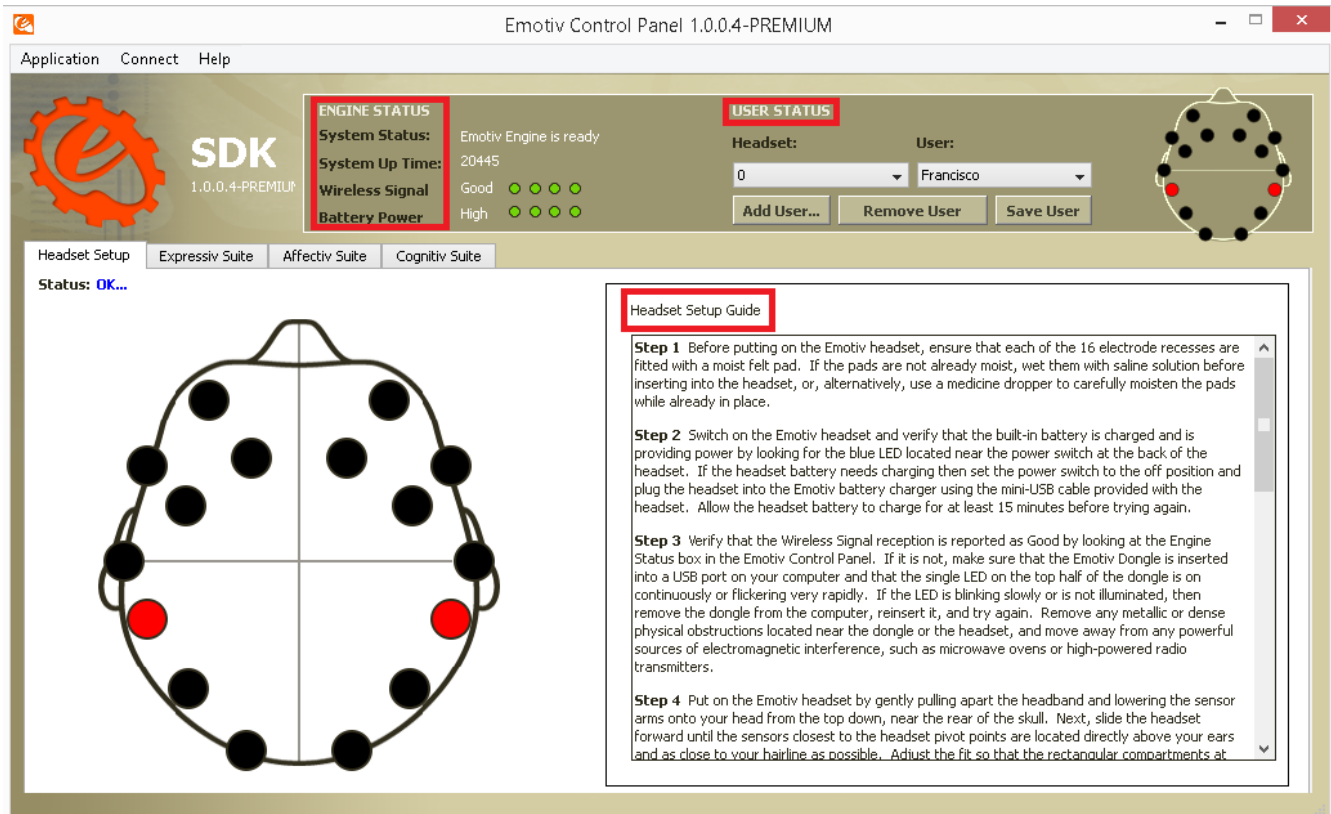 Emotiv Control Panel 1.0.0.4-PREMIUM
Application Connect Help
SDK
1.0.0.4-PREMIUM
ENGINE STATUS
System Status: Emotiv Engine is ready
System Up Time: 20445
Wireless Signal Good
Battery Power High
USER STATUS
Headset: User:
0 Francisco
Add User... Remove User Save User
Headset Setup Expressiv Suite Affectiv Suite Cognitiv Suite
Status: OK...
Headset Setup Guide
Step 1 Before putting on the Emotiv headset, ensure that each of the 16 electrode recesses are
fitted with a moist felt pad. If the pads are not already moist, wet them with saline solution before
inserting into the headset, or, alternatively, use a medicine dropper to carefully moisten the pads
while already in place.
Step 2 Switch on the Emotiv headset and verify that the built-in battery is charged and is
providing power by looking for the blue LED located near the power switch at the back of the
headset. If the headset battery needs charging then set the power switch to the off position and
plug the headset into the Emotiv battery charger using the mini-USB cable provided with the
headset. Allow the headset battery to charge for at least 15 minutes before trying again.
Step 3 Verify that the Wireless Signal reception is reported as Good by looking at the Engine
Status box in the Emotiv Control Panel. If it is not, make sure that the Emotiv Dongle is inserted
into a USB port on your computer and that the single LED on the top half of the dongle is on
continuously or flickering very rapidly. If the LED is blinking slowly or is not illuminated, then
remove the dongle from the computer, reinsert it, and try again. Remove any metallic or dense
physical obstructions located near the dongle or the headset, and move away from any powerful
sources of electromagnetic interference, such as microwave ovens or high-powered radio
transmitters.
Step 4 Put on the Emotiv headset by gently pulling apart the headband and lowering the sensor
arms onto your head from the top down, near the rear of the skull. Next, slide the headset
forward until the sensors closest to the headset pivot points are located directly above your ears
and as close to your hairline as possible. Adjust the fit so that the rectangular compartments at